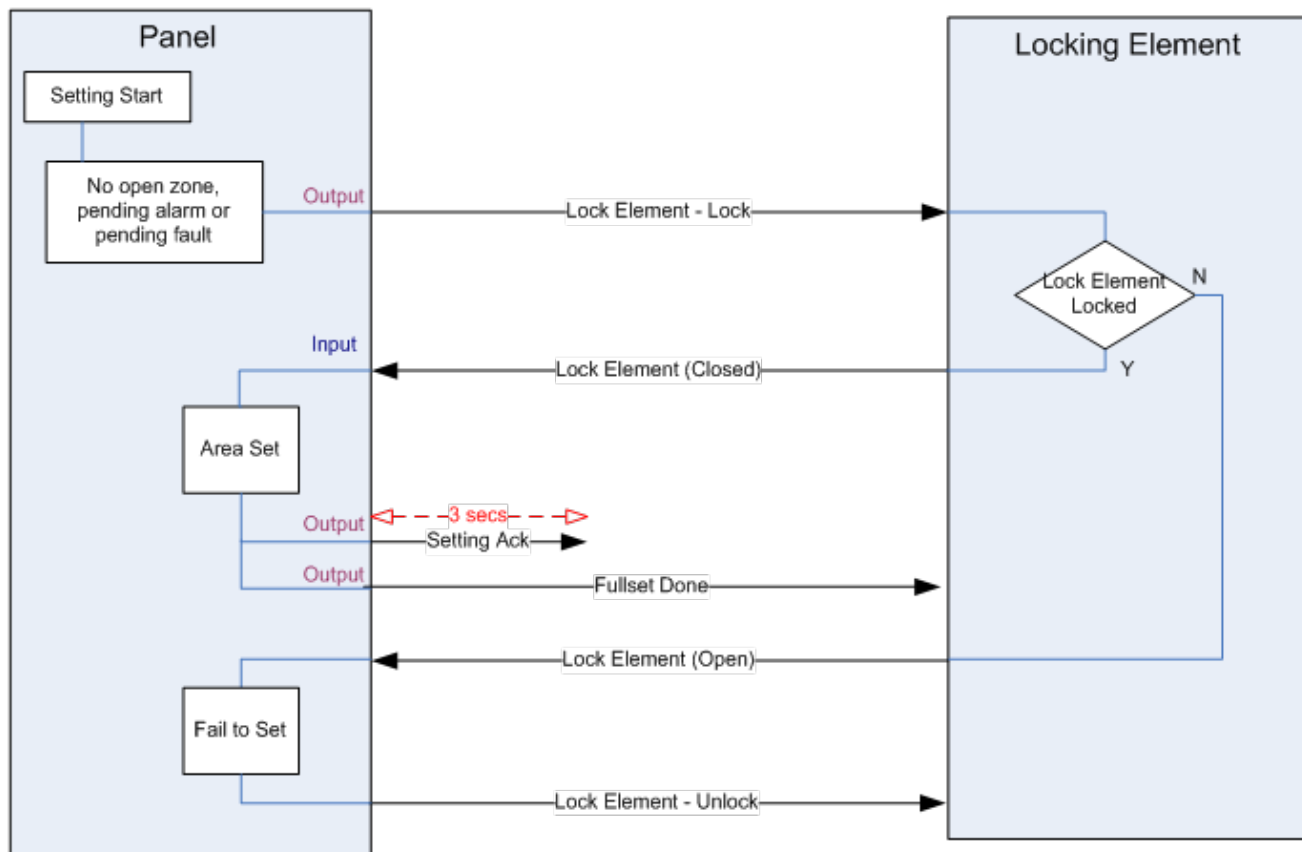 Panel
Locking Element
Setting Start
No open zone,
pending alarm or
pending fault
Output
Lock Element - Lock
Lock Element
Locked
N
Y
Input
Lock Element (Closed)
Area Set
3 secs
Output
Setting Ack
Output
Fullset Done
Lock Element (Open)
Fail to Set
Lock Element - Unlock